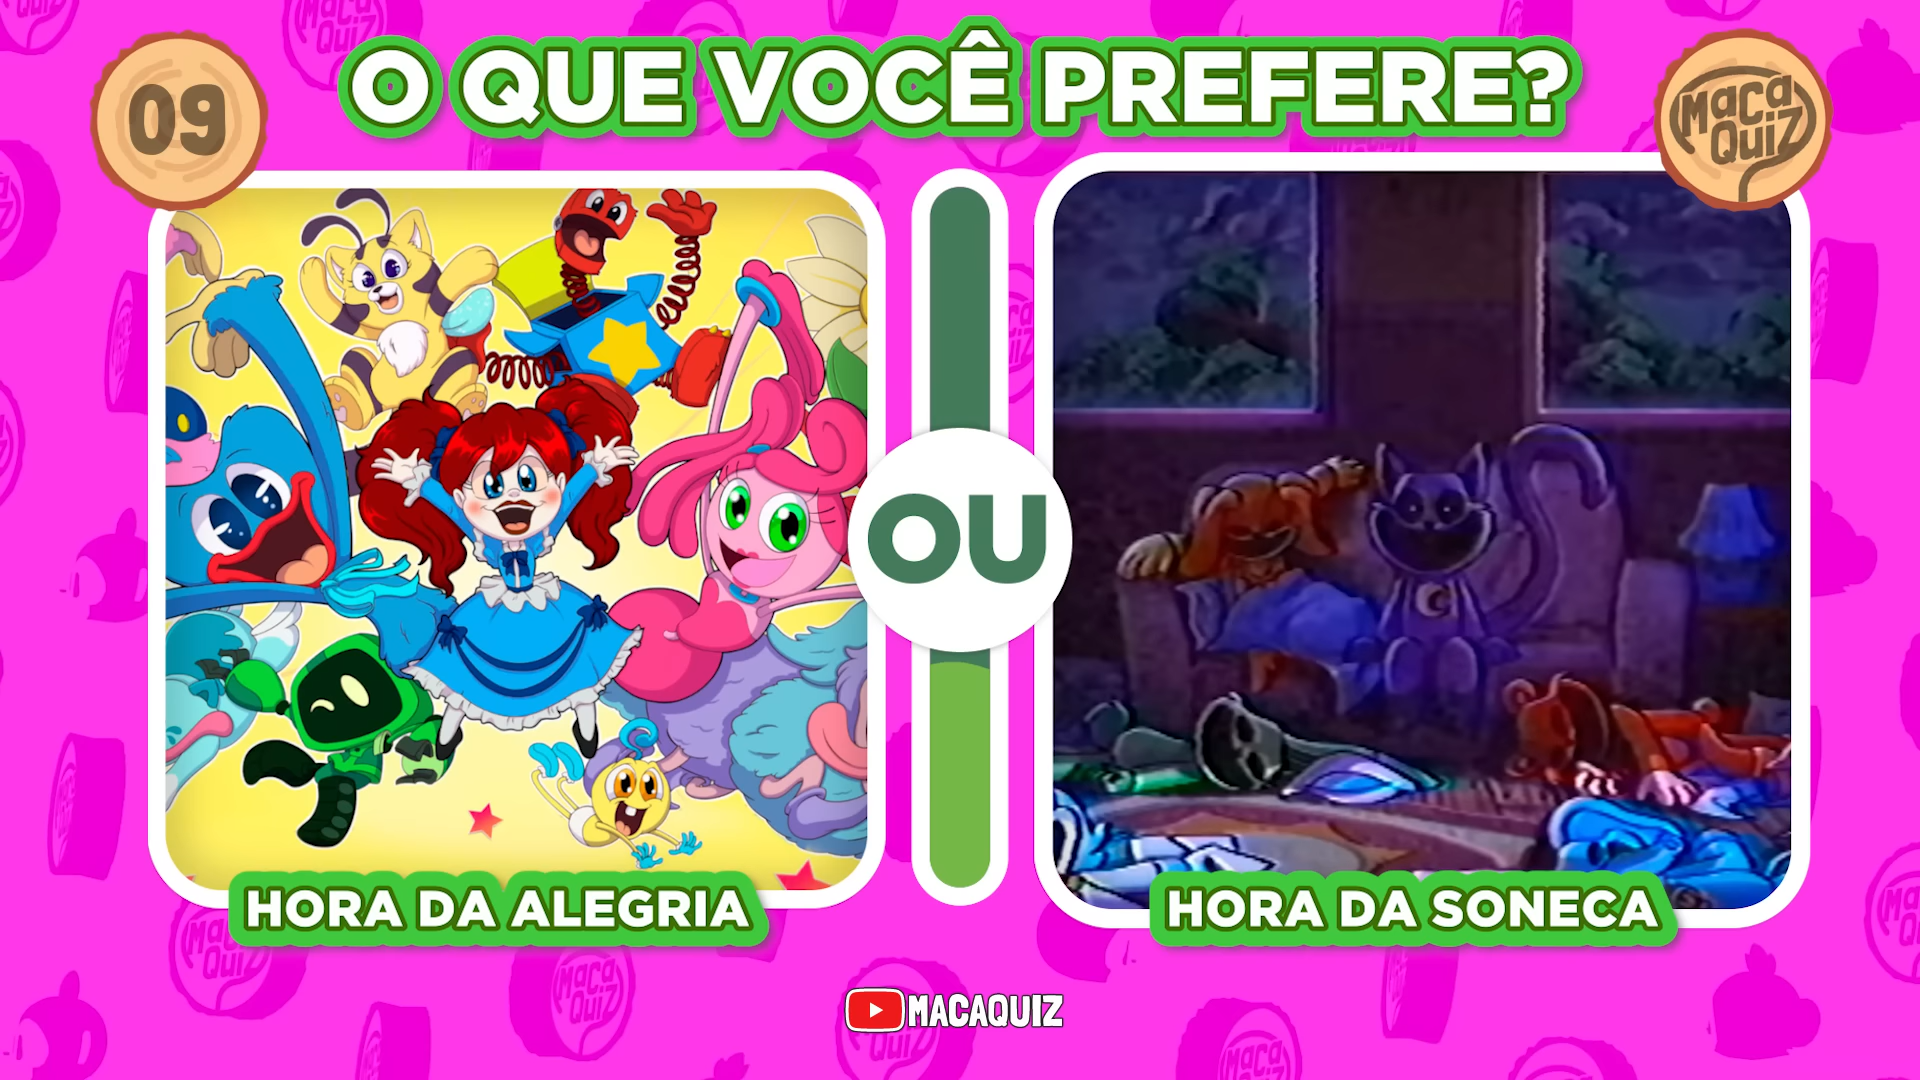 09
O QUE VOCÊ PREFERE?
MaCa
QuiZ
OU
HORA DA ALEGRIA
HORA DA SONECA
MACAQUIZ